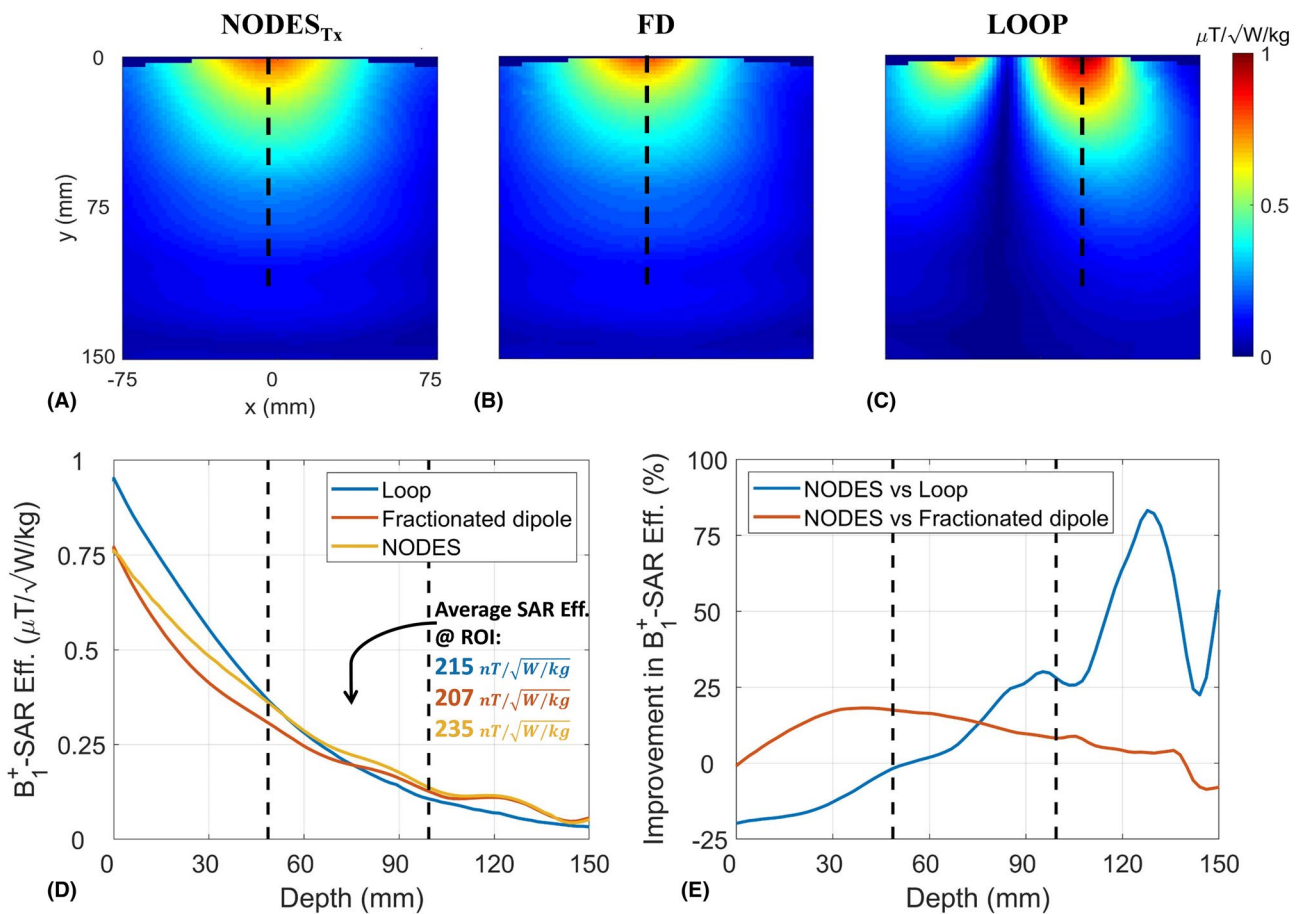 NODES_Tx FD LOOP
μT/√W/kg
0 1
y (mm)
75 0.5
150 0
-75 0 75
x (mm)
(A) (B) (C)
1
0.75
0.5
0.25
0
B₁⁺-SAR Eff. (μT/√W/kg)
Loop
Fractionated dipole
NODES
Average SAR Eff.
@ ROI:
215 nT/√W/kg
207 nT/√W/kg
235 nT/√W/kg
0 30 60 90 120 150
Depth (mm)
(D)
100
75
50
25
0
-25
Improvement in B₁⁺-SAR Eff. (%)
NODES vs Loop
NODES vs Fractionated dipole
0 30 60 90 120 150
Depth (mm)
(E)